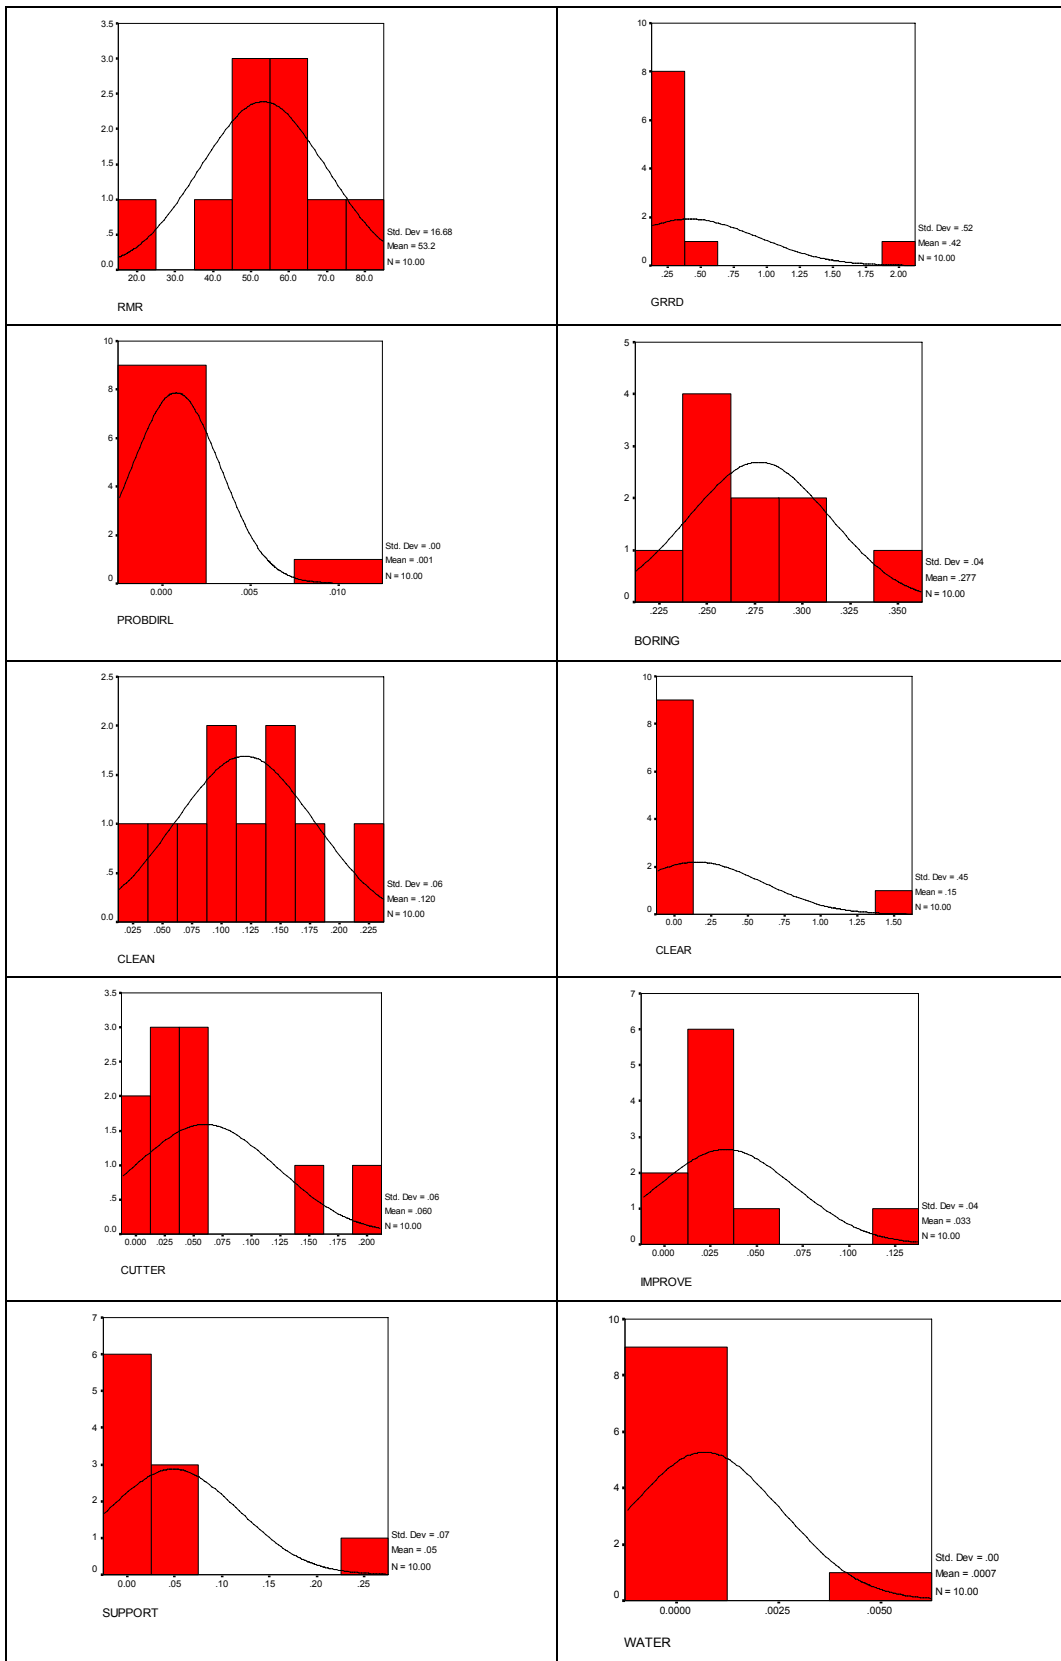 3.5
3.0
2.5
2.0
1.5
1.0
.5
0.0
20.0 30.0 40.0 50.0 60.0 70.0 80.0
Std. Dev = 16.68
Mean = 53.2
N = 10.00
RMR
10
8
6
4
2
0
.25 .50 .75 1.00 1.25 1.50 1.75 2.00
Std. Dev = .52
Mean = .42
N = 10.00
GRRD
10
8
6
4
2
0
0.000 .005 .010
Std. Dev = .00
Mean = .001
N = 10.00
PROBDIRL
5
4
3
2
1
0
.225 .250 .275 .300 .325 .350
Std. Dev = .04
Mean = .277
N = 10.00
BORING
2.5
2.0
1.5
1.0
.5
0.0
.025 .050 .075 .100 .125 .150 .175 .200 .225
Std. Dev = .06
Mean = .120
N = 10.00
CLEAN
10
8
6
4
2
0
0.00 .25 .50 .75 1.00 1.25 1.50
Std. Dev = .45
Mean = .15
N = 10.00
CLEAR
3.5
3.0
2.5
2.0
1.5
1.0
.5
0.0
0.000 .025 .050 .075 .100 .125 .150 .175 .200
Std. Dev = .06
Mean = .060
N = 10.00
CUTTER
7
6
5
4
3
2
1
0
0.000 .025 .050 .075 .100 .125
Std. Dev = .04
Mean = .033
N = 10.00
IMPROVE
7
6
5
4
3
2
1
0
0.00 .05 .10 .15 .20 .25
Std. Dev = .07
Mean = .05
N = 10.00
SUPPORT
10
8
6
4
2
0
0.0000 .0025 .0050
Std. Dev = .00
Mean = .0007
N = 10.00
WATER